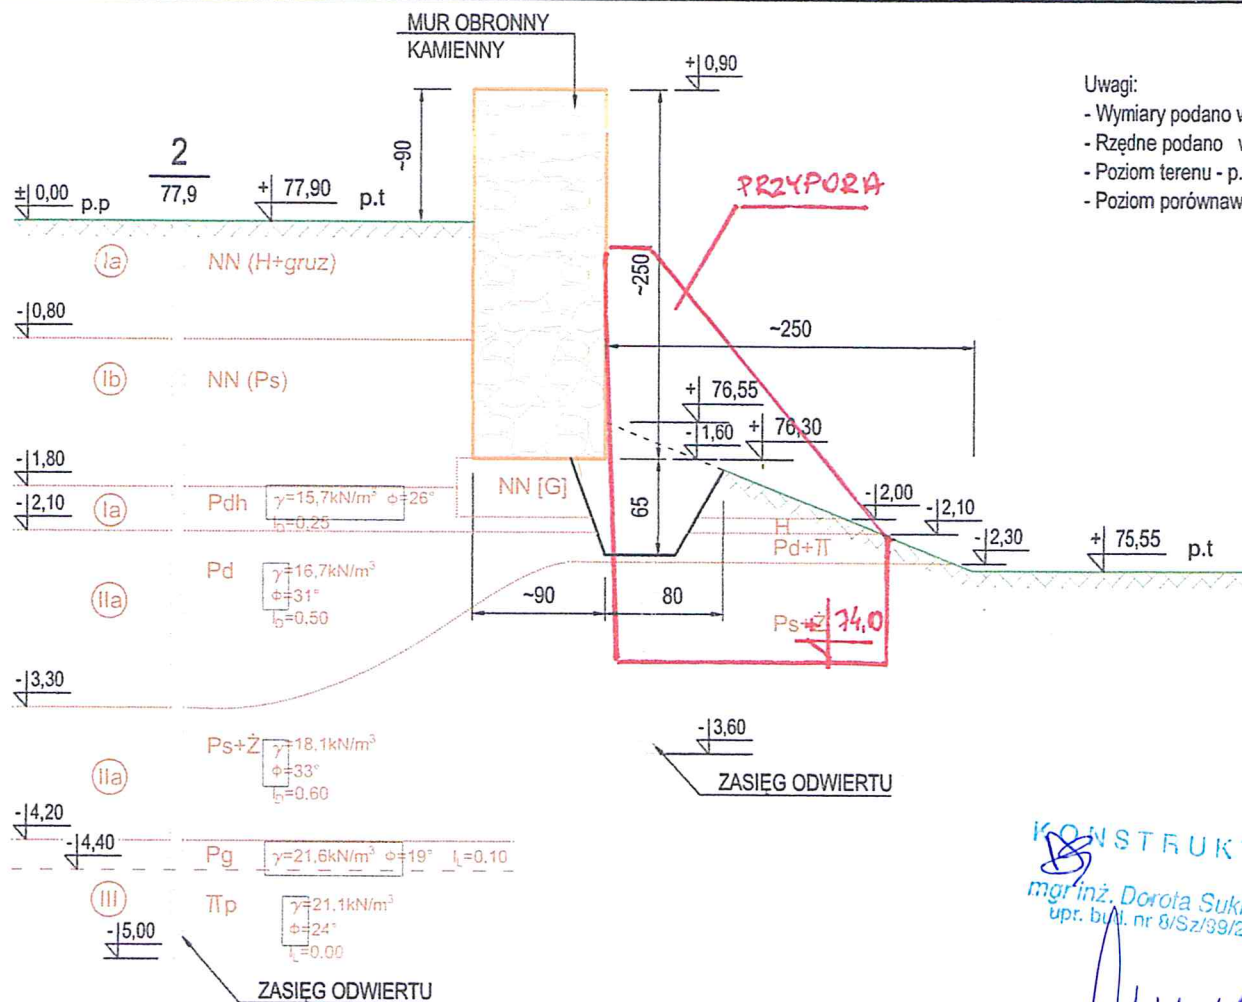 MUR OBRONNY
KAMIENNY
+ 0,90
Uwagi:
- Wymiary podano
- Rzędne podano
- Poziom terenu - p.
- Poziom porównaw
~90
2
77,9
± 0,00 p.p
+ 77,90 p.t
PRZYPORA
Ia NN (H+gruz)
~250
- 0,80
~250
Ib NN (Ps)
+ 76,55
- 1,60
+ 76,30
- 1,80
NN [G]
Ia Pdh γ=15,7kN/m³ Φ=26°
I_D=0,25
65
- 2,00
- 2,10
- 2,10
H
Pd+π
- 2,30
+ 75,55 p.t
IIa Pd γ=16,7kN/m³
Φ=31°
I_D=0,50
~90
80
Ps+Ż
74,0
- 3,30
- 3,60
IIa Ps+Ż γ=18,1kN/m³
Φ=33°
I_D=0,60
ZASIĘG ODWIERTU
- 4,20
- 4,40
Pg γ=21,6kN/m³ Φ=19° I_L=0,10
III πp γ=21,1kN/m³
Φ=24°
I_L=0,00
- 5,00
ZASIĘG ODWIERTU
KONSTRUK
mgr inż. Dorota Suk
upr. bud. nr 8/Sz/99/2